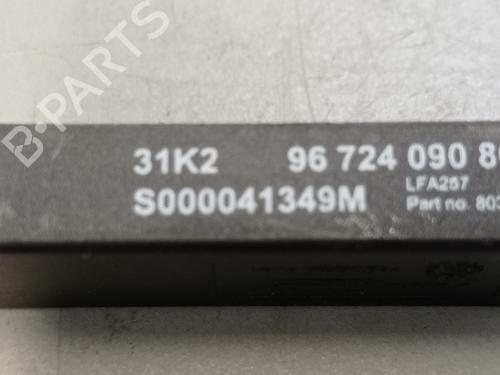 B-PARTS
31K2 96 724 090 8
S000041349M LFA257
Part no. 803